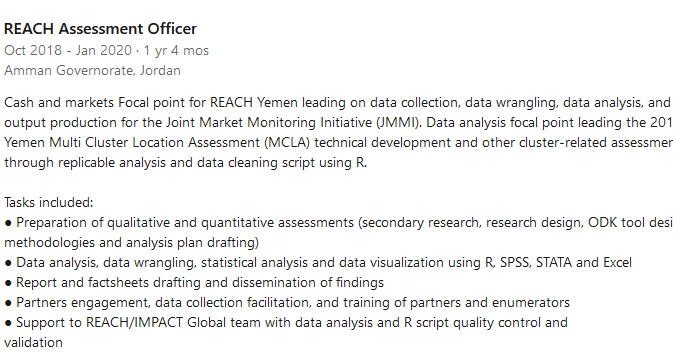 REACH Assessment Officer
Oct 2018 - Jan 2020 · 1 yr 4 mos
Amman Governorate, Jordan
Cash and markets Focal point for REACH Yemen leading on data collection, data wrangling, data analysis, and
output production for the Joint Market Monitoring Initiative (JMMI). Data analysis focal point leading the 201
Yemen Multi Cluster Location Assessment (MCLA) technical development and other cluster-related assessmer
through replicable analysis and data cleaning script using R.
Tasks included:
● Preparation of qualitative and quantitative assessments (secondary research, research design, ODK tool desi
methodologies and analysis plan drafting)
● Data analysis, data wrangling, statistical analysis and data visualization using R, SPSS, STATA and Excel
● Report and factsheets drafting and dissemination of findings
● Partners engagement, data collection facilitation, and training of partners and enumerators
● Support to REACH/IMPACT Global team with data analysis and R script quality control and
validation